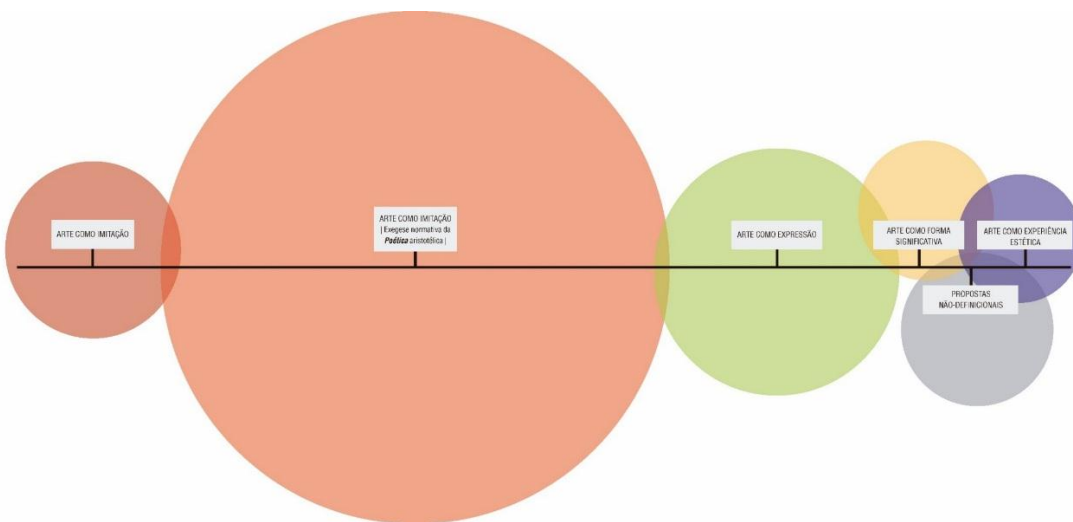 ARTE COMO IMITAÇÃO
ARTE COMO IMITAÇÃO
| Exegese normativa da
Poética aristotélica |
ARTE COMO EXPRESSÃO
ARTE COMO FORMA
SIGNIFICATIVA
ARTE COMO EXPERIÊNCIA
ESTÉTICA
PROPOSTAS
NÃO-DEFINICIONAIS